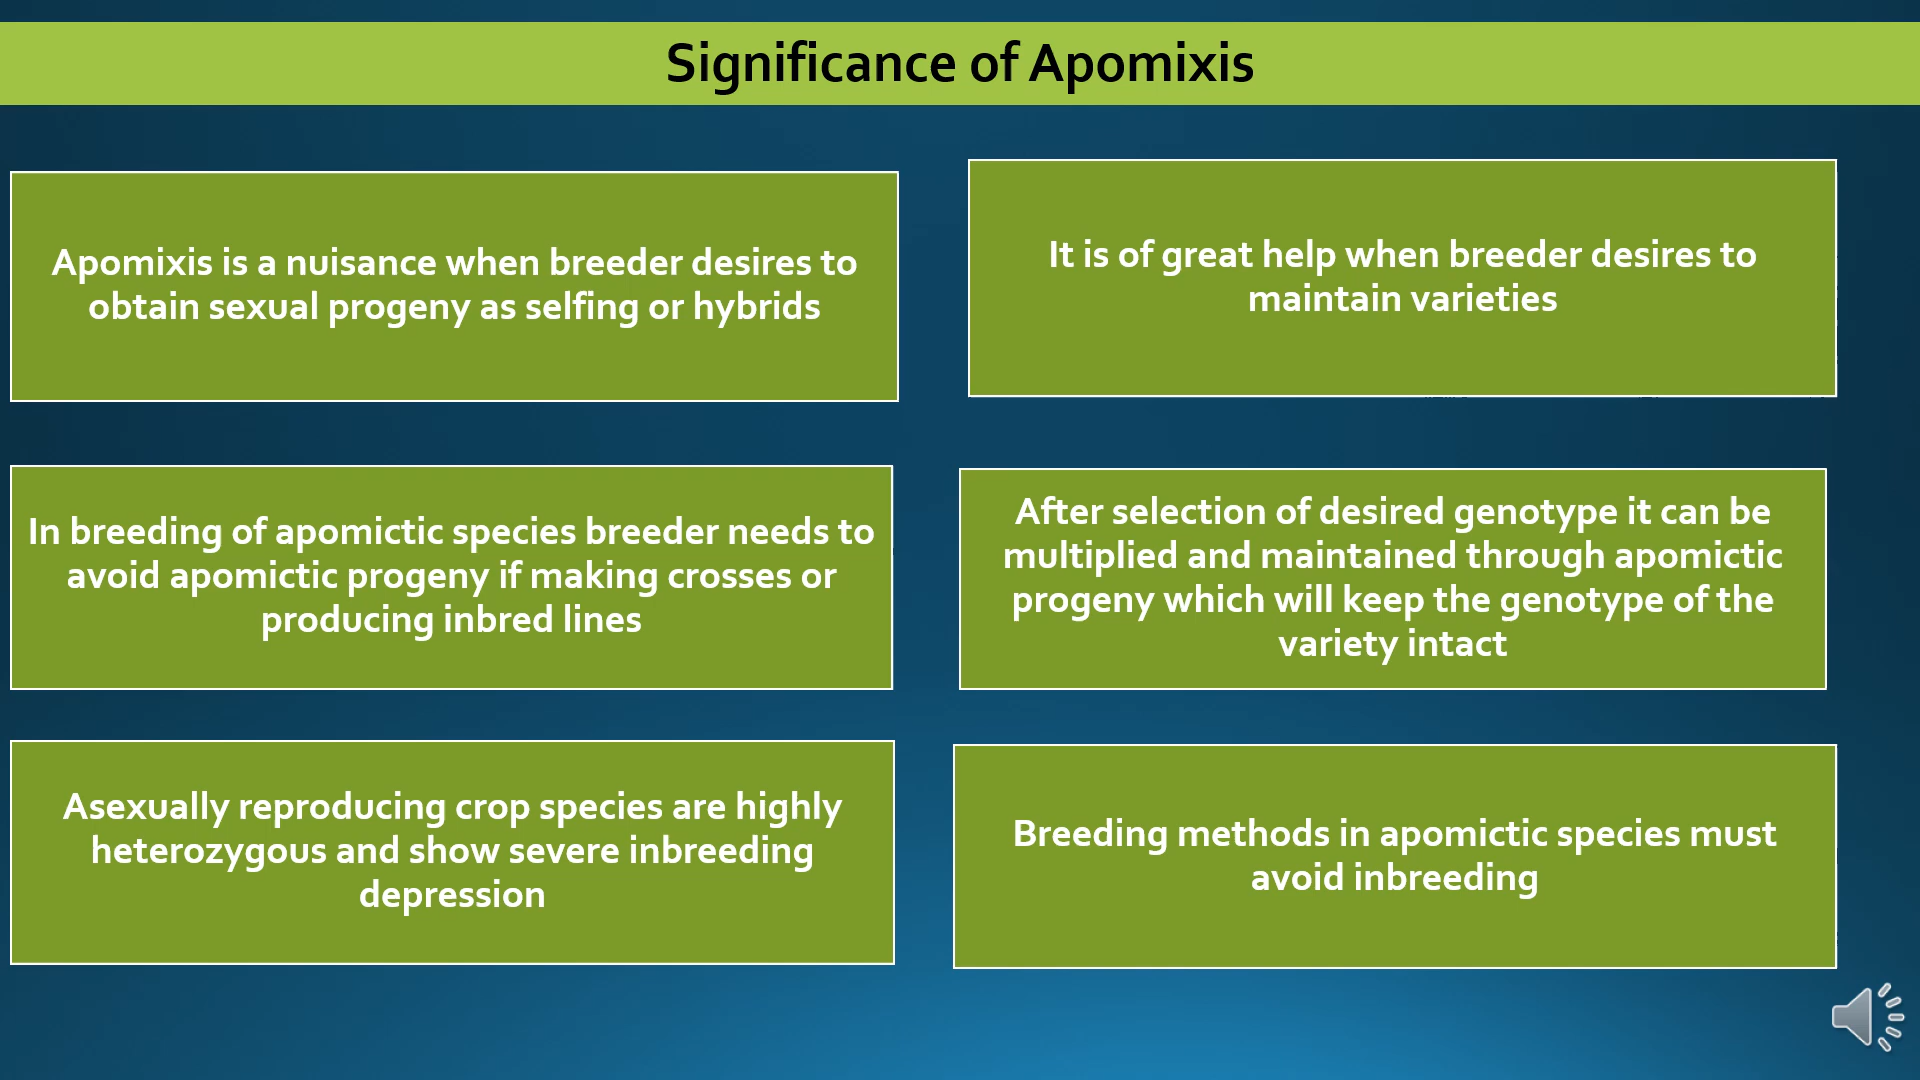 Significance of Apomixis
Apomixis is a nuisance when breeder desires to
obtain sexual progeny as selfing or hybrids
It is of great help when breeder desires to
maintain varieties
In breeding of apomictic species breeder needs to
avoid apomictic progeny if making crosses or
producing inbred lines
After selection of desired genotype it can be
multiplied and maintained through apomictic
progeny which will keep the genotype of the
variety intact
Asexually reproducing crop species are highly
heterozygous and show severe inbreeding
depression
Breeding methods in apomictic species must
avoid inbreeding